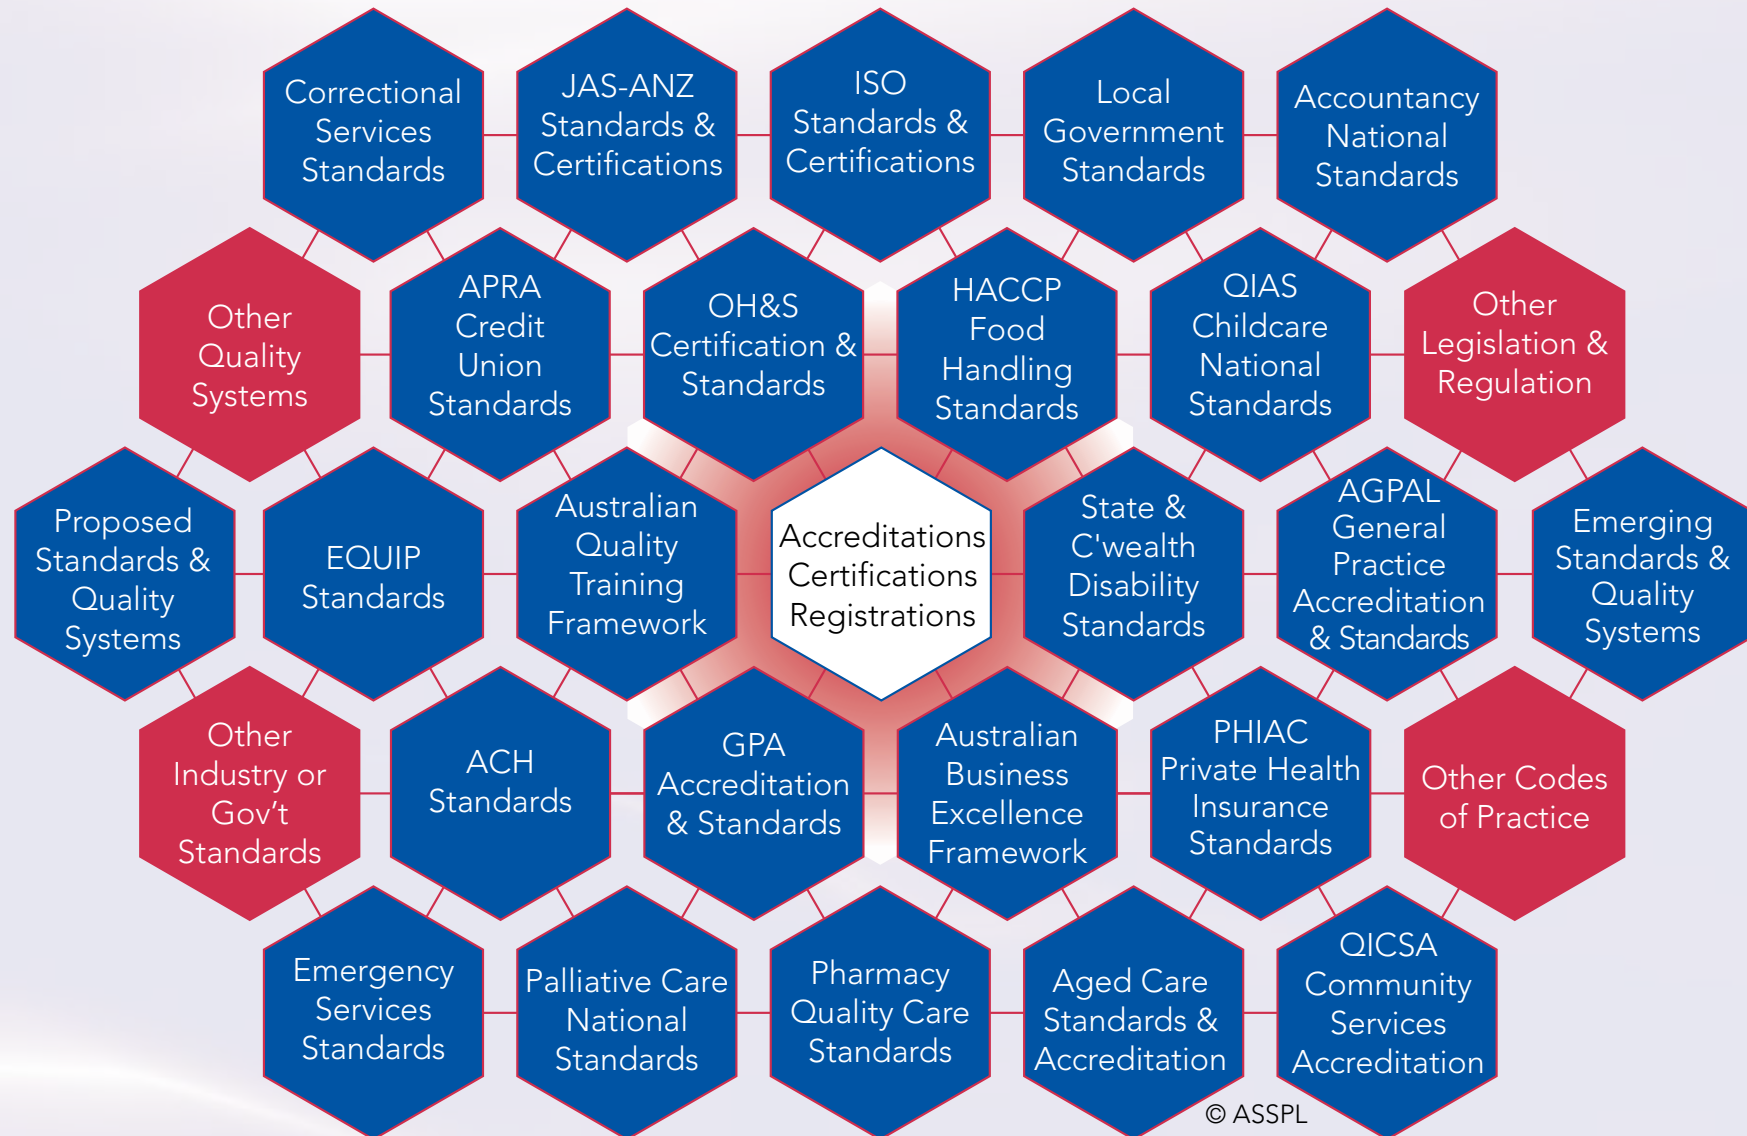 Correctional
Services
Standards
JAS-ANZ
Standards &
Certifications
ISO
Standards &
Certifications
Local
Government
Standards
Accountancy
National
Standards
Other
Quality
Systems
APRA
Credit
Union
Standards
OH&S
Certification &
Standards
HACCP
Food
Handling
Standards
QIAS
Childcare
National
Standards
Other
Legislation &
Regulation
Proposed
Standards &
Quality
Systems
EQUIP
Standards
Australian
Quality
Training
Framework
Accreditations
Certifications
Registrations
State &
C'wealth
Disability
Standards
AGPAL
General
Practice
Accreditation
& Standards
Emerging
Standards &
Quality
Systems
Other
Industry or
Gov’t
Standards
ACH
Standards
GPA
Accreditation
& Standards
Australian
Business
Excellence
Framework
PHIAC
Private Health
Insurance
Standards
Other Codes
of Practice
Emergency
Services
Standards
Palliative Care
National
Standards
Pharmacy
Quality Care
Standards
Aged Care
Standards &
Accreditation
QICSA
Community
Services
Accreditation
© ASSPL